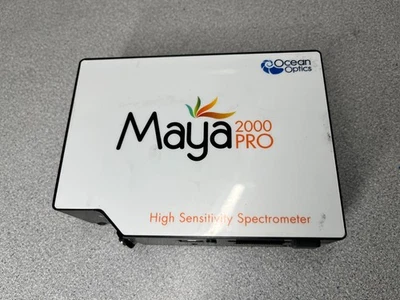 Ocean
Optics
Maya 2000
PRO
High Sensitivity Spectrometer